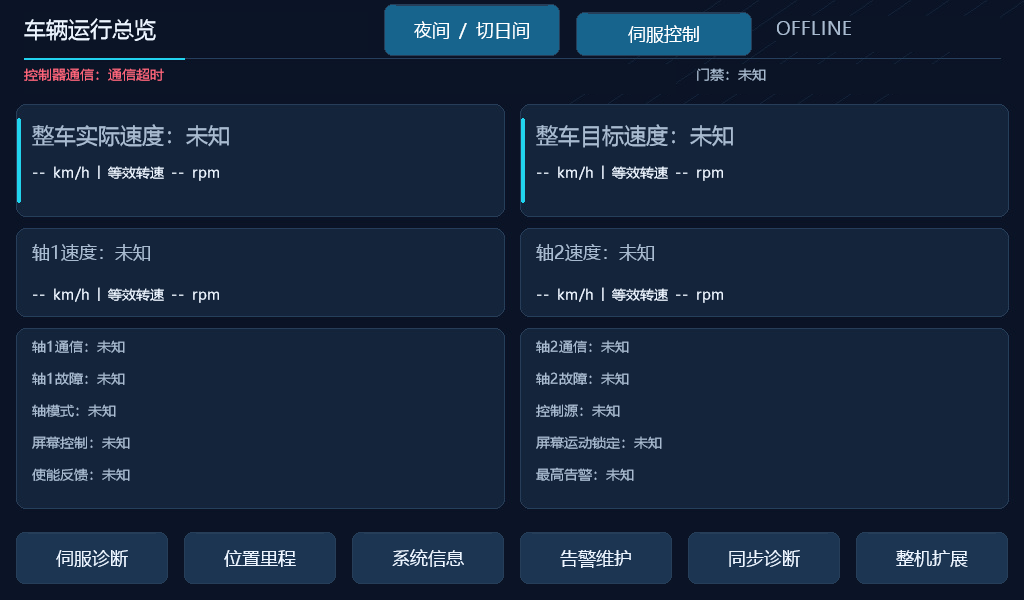 车辆运行总览
夜间 / 切日间
伺服控制
OFFLINE
控制器通信：通信超时
门禁：未知
整车实际速度：未知
-- km/h | 等效转速 -- rpm
整车目标速度：未知
-- km/h | 等效转速 -- rpm
轴1速度：未知
-- km/h | 等效转速 -- rpm
轴2速度：未知
-- km/h | 等效转速 -- rpm
轴1通信：未知
轴1故障：未知
轴模式：未知
屏幕控制：未知
使能反馈：未知
轴2通信：未知
轴2故障：未知
控制源：未知
屏幕运动锁定：未知
最高告警：未知
伺服诊断
位置里程
系统信息
告警维护
同步诊断
整机扩展